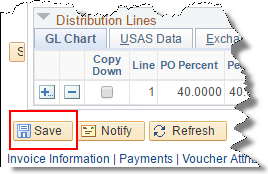 Distribution Lines
GL Chart USAS Data Exch
Copy Down Line PO Percent
1 40.0000 40
S
Save Notify Refresh
Invoice Information | Payments | Voucher Attri